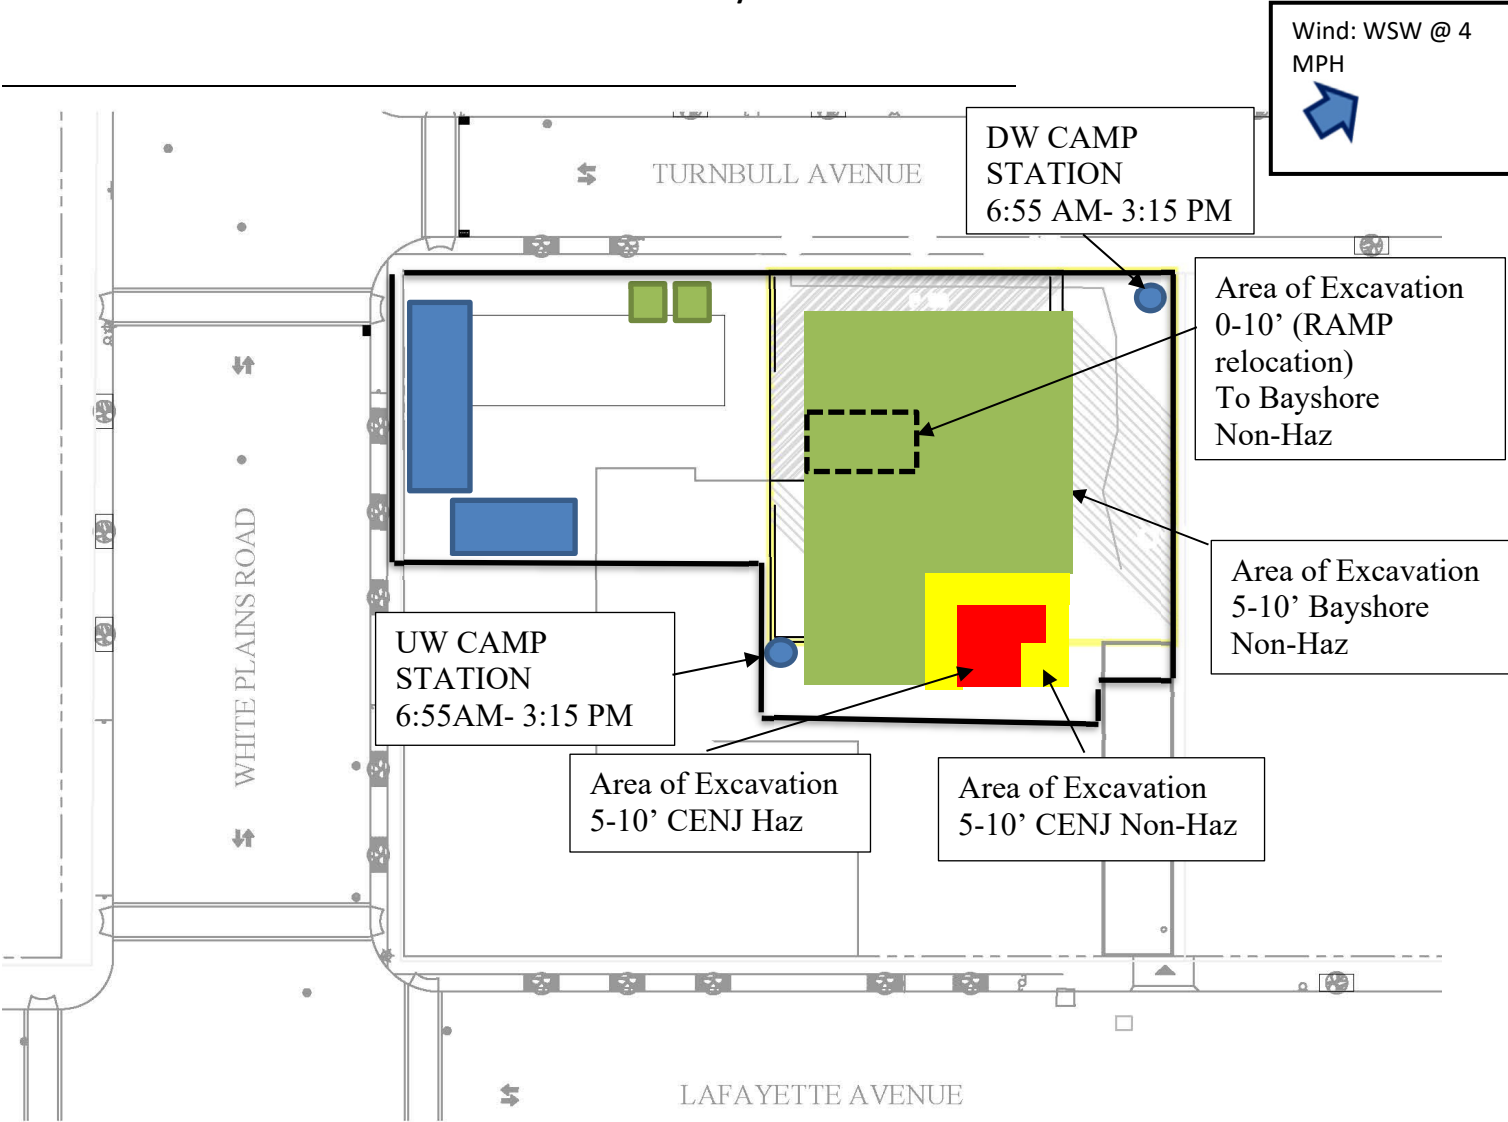 Wind: WSW @ 4
MPH
TURNBULL AVENUE
DW CAMP
STATION
6:55 AM- 3:15 PM
Area of Excavation
0-10’ (RAMP
relocation)
To Bayshore
Non-Haz
WHITE PLAINS ROAD
Area of Excavation
5-10’ Bayshore
Non-Haz
UW CAMP
STATION
6:55AM- 3:15 PM
Area of Excavation
5-10’ CENJ Haz
Area of Excavation
5-10’ CENJ Non-Haz
LAFAYETTE AVENUE